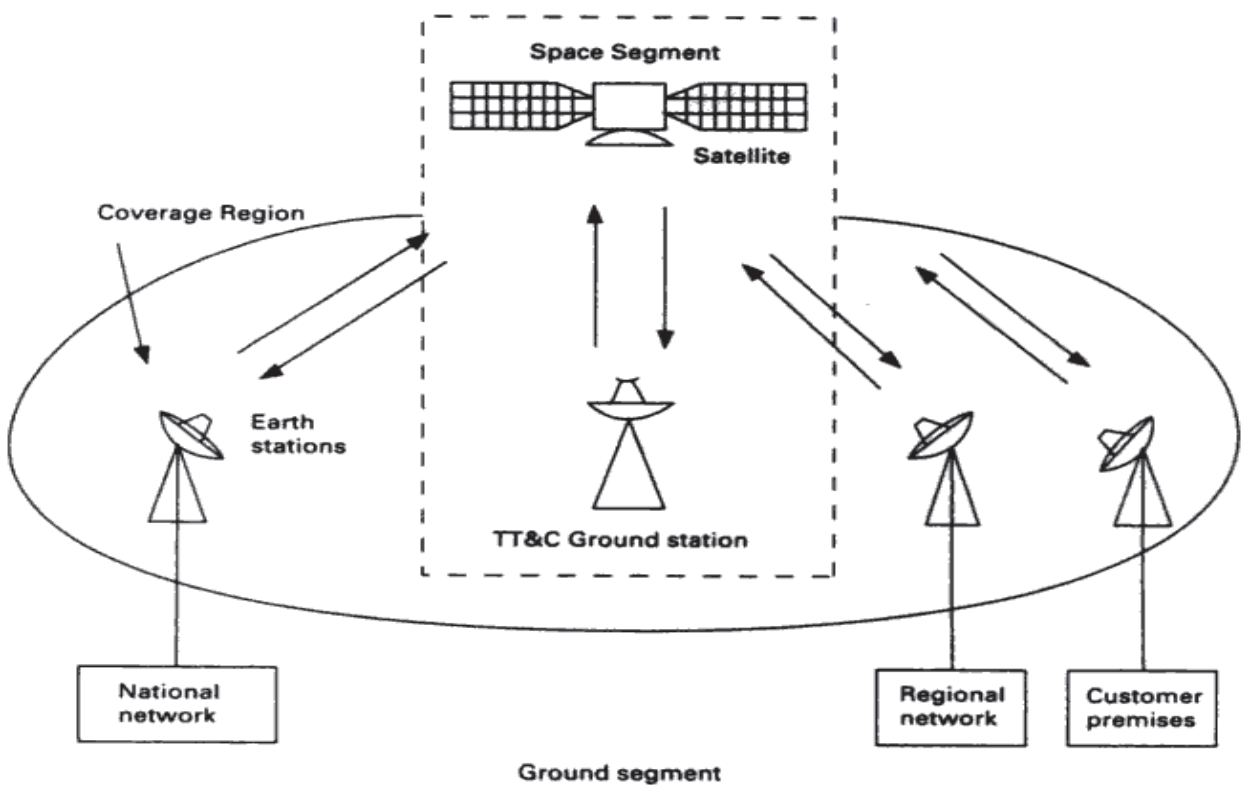 Space Segment
Satellite
Coverage Region
Earth
stations
TT&C Ground station
National
network
Regional
network
Customer
premises
Ground segment